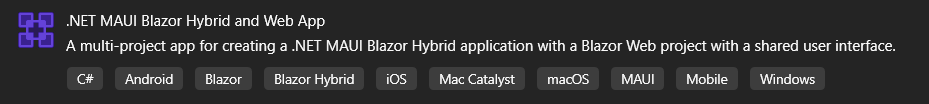 .NET MAUI Blazor Hybrid and Web App
A multi-project app for creating a .NET MAUI Blazor Hybrid application with a Blazor Web project with a shared user interface.
C# Android Blazor Blazor Hybrid iOS Mac Catalyst macOS MAUI Mobile Windows